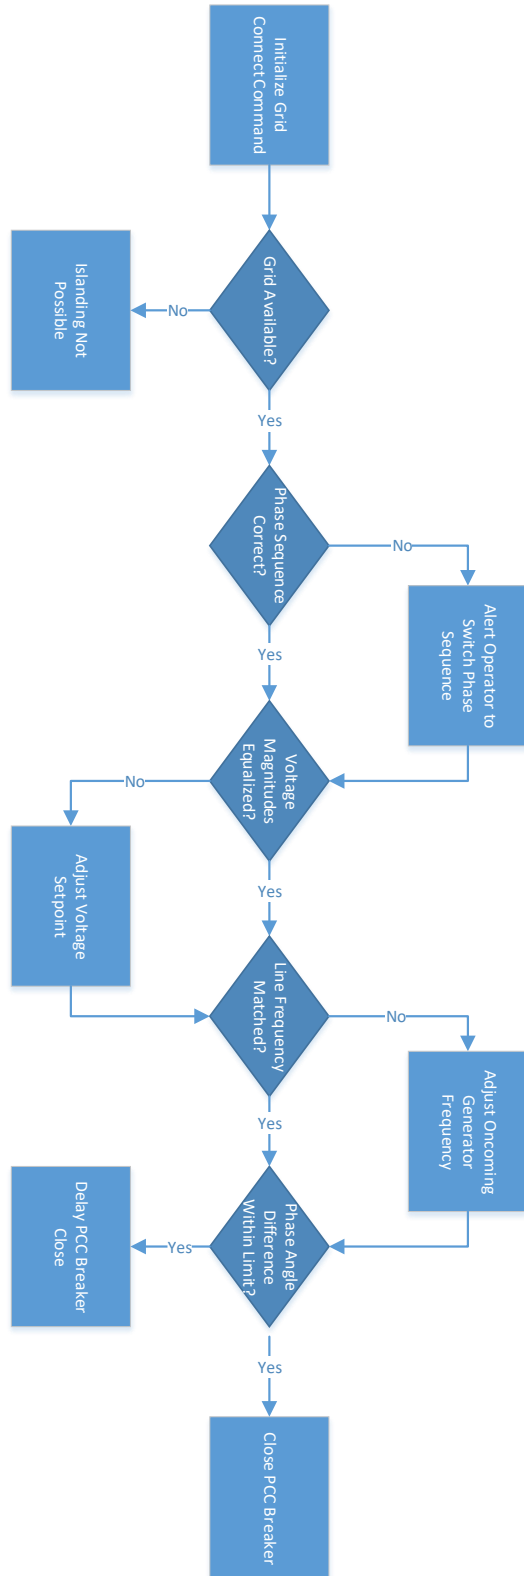 Initialize Grid
Connect Command
Grid Available?
No
Islanding Not
Possible
Yes
Phase Sequence
Correct?
No
Alert Operator to
Switch Phase
Sequence
Yes
Voltage
Magnitudes
Equalized?
No
Adjust Voltage
Setpoint
Yes
Line Frequency
Matched?
No
Adjust Oncoming
Generator
Frequency
Yes
Phase Angle
Difference
Within Limit?
Yes
Delay PCC Breaker
Close
Yes
Close PCC Breaker